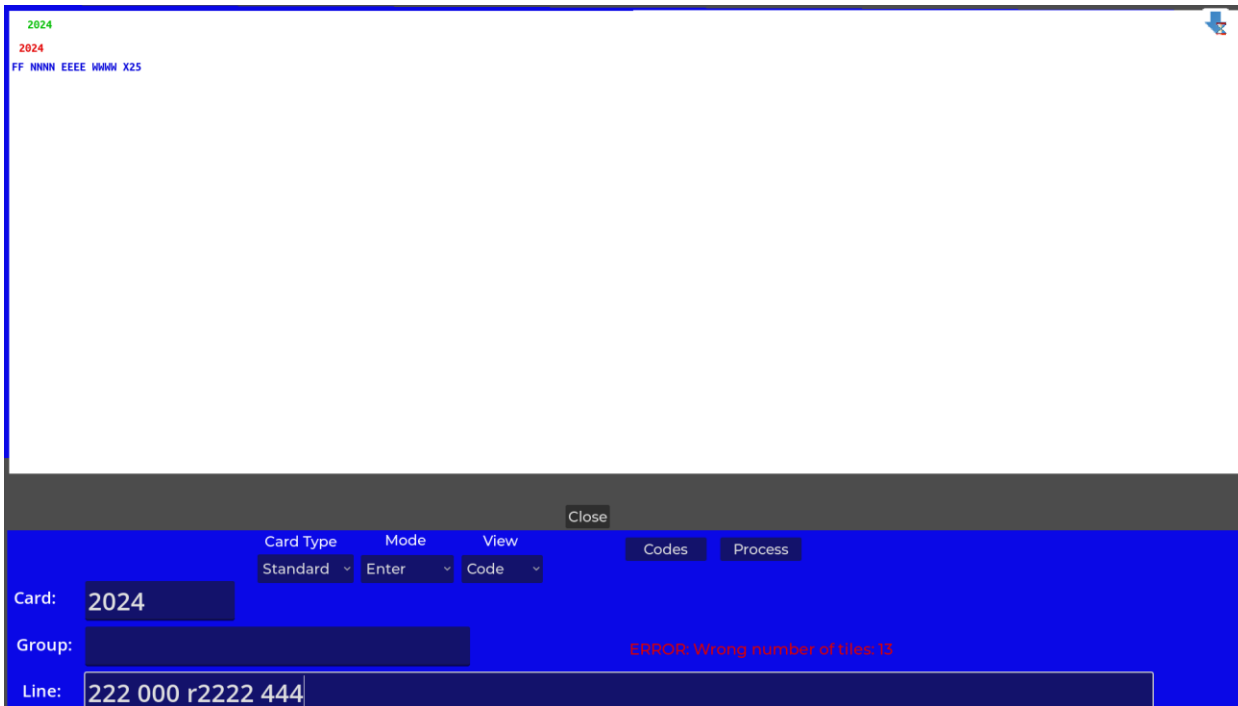 2024
2024
FF NNNN EEEE WWWW X25
Close
Card Type Mode View
Codes Process
Standard Enter Code
Card: 2024
Group:
ERROR: Wrong number of tiles: 13
Line: 222 000 r2222 444